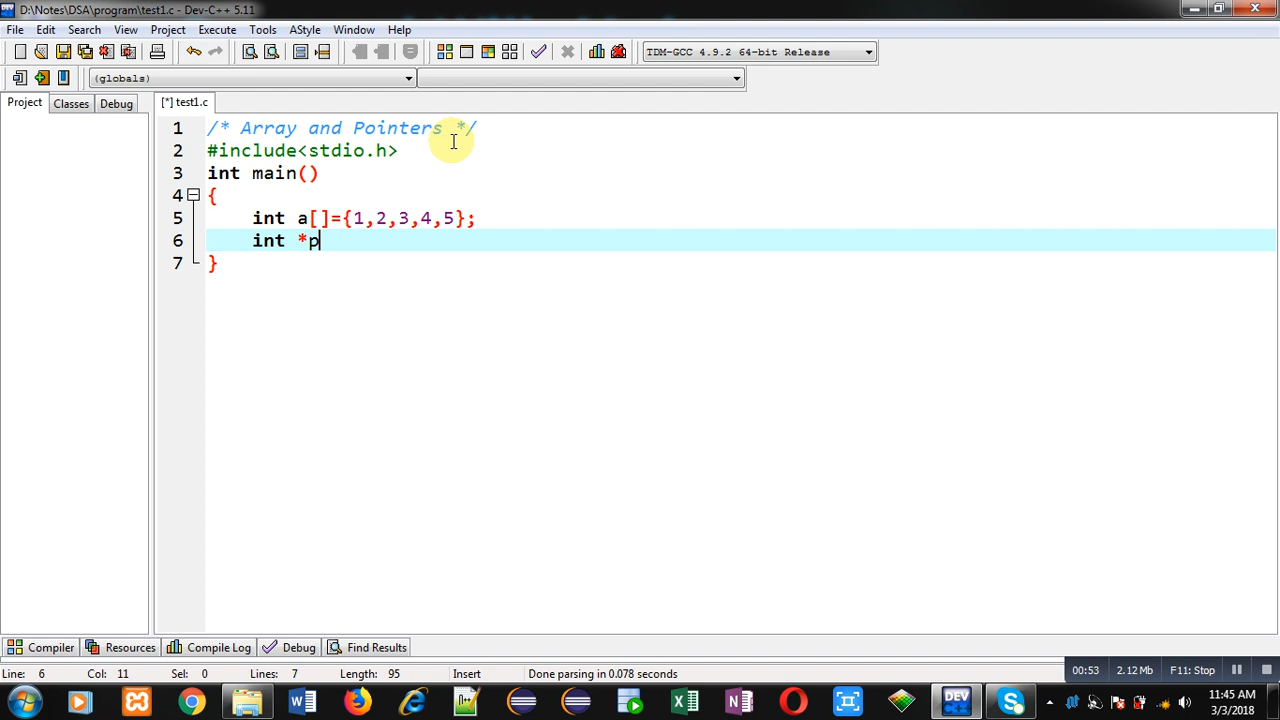 D:\Notes\DSA\program\test1.c - Dev-C++ 5.11
File Edit Search View Project Execute Tools AStyle Window Help
TDM-GCC 4.9.2 64-bit Release
(globals)
Project Classes Debug [*] test1.c
1 /* Array and Pointers */
2 #include<stdio.h>
3 int main()
4 {
5 int a[]={1,2,3,4,5};
6 int *p
7 }
Compiler Resources Compile Log Debug Find Results
Line: 6 Col: 11 Sel: 0 Lines: 7 Length: 95 Insert Done parsing in 0.078 seconds
00:53 2.12 Mb F11: Stop
11:45 AM
3/3/2018